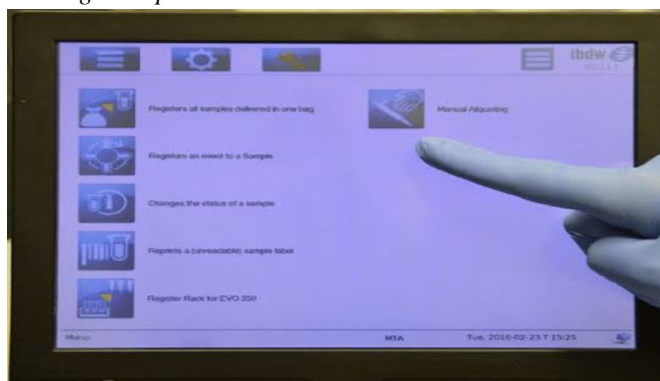 ibdw
Registers all samples delivered in one bag
Manual Aliquoting
Registers an event to a Sample
Changes the status of a sample
Reprints a (unreadable) sample label
Register Rack for EVO 200
Menu
MTA
Tue, 2016-02-23 T 15:25